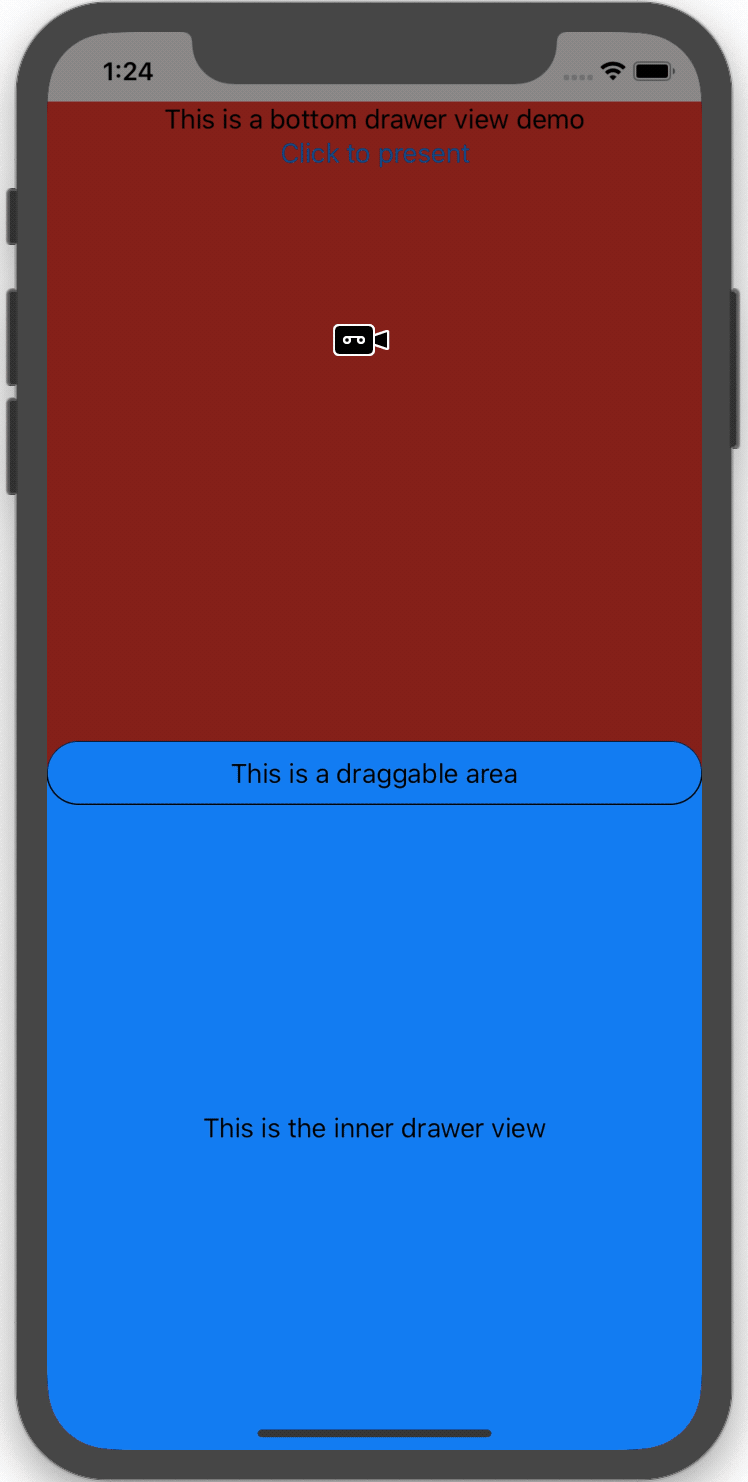 1:24
This is a bottom drawer view demo
Click to present
This is a draggable area
This is the inner drawer view